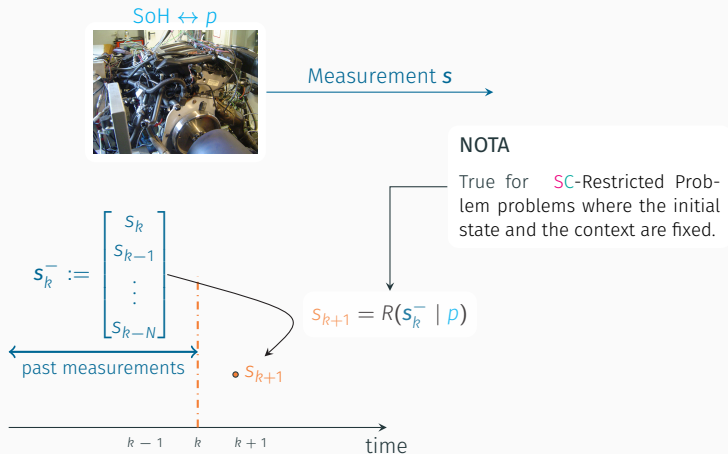 SoH ↔ p
Measurement s
NOTA
True for SC-Restricted Prob-
lem problems where the initial
state and the context are fixed.
s_k^- := [s_k
s_{k-1}
⋮
s_{k-N}]
s_{k+1} = R(s_k^- | p)
past measurements
s_{k+1}
k − 1 k k + 1
time